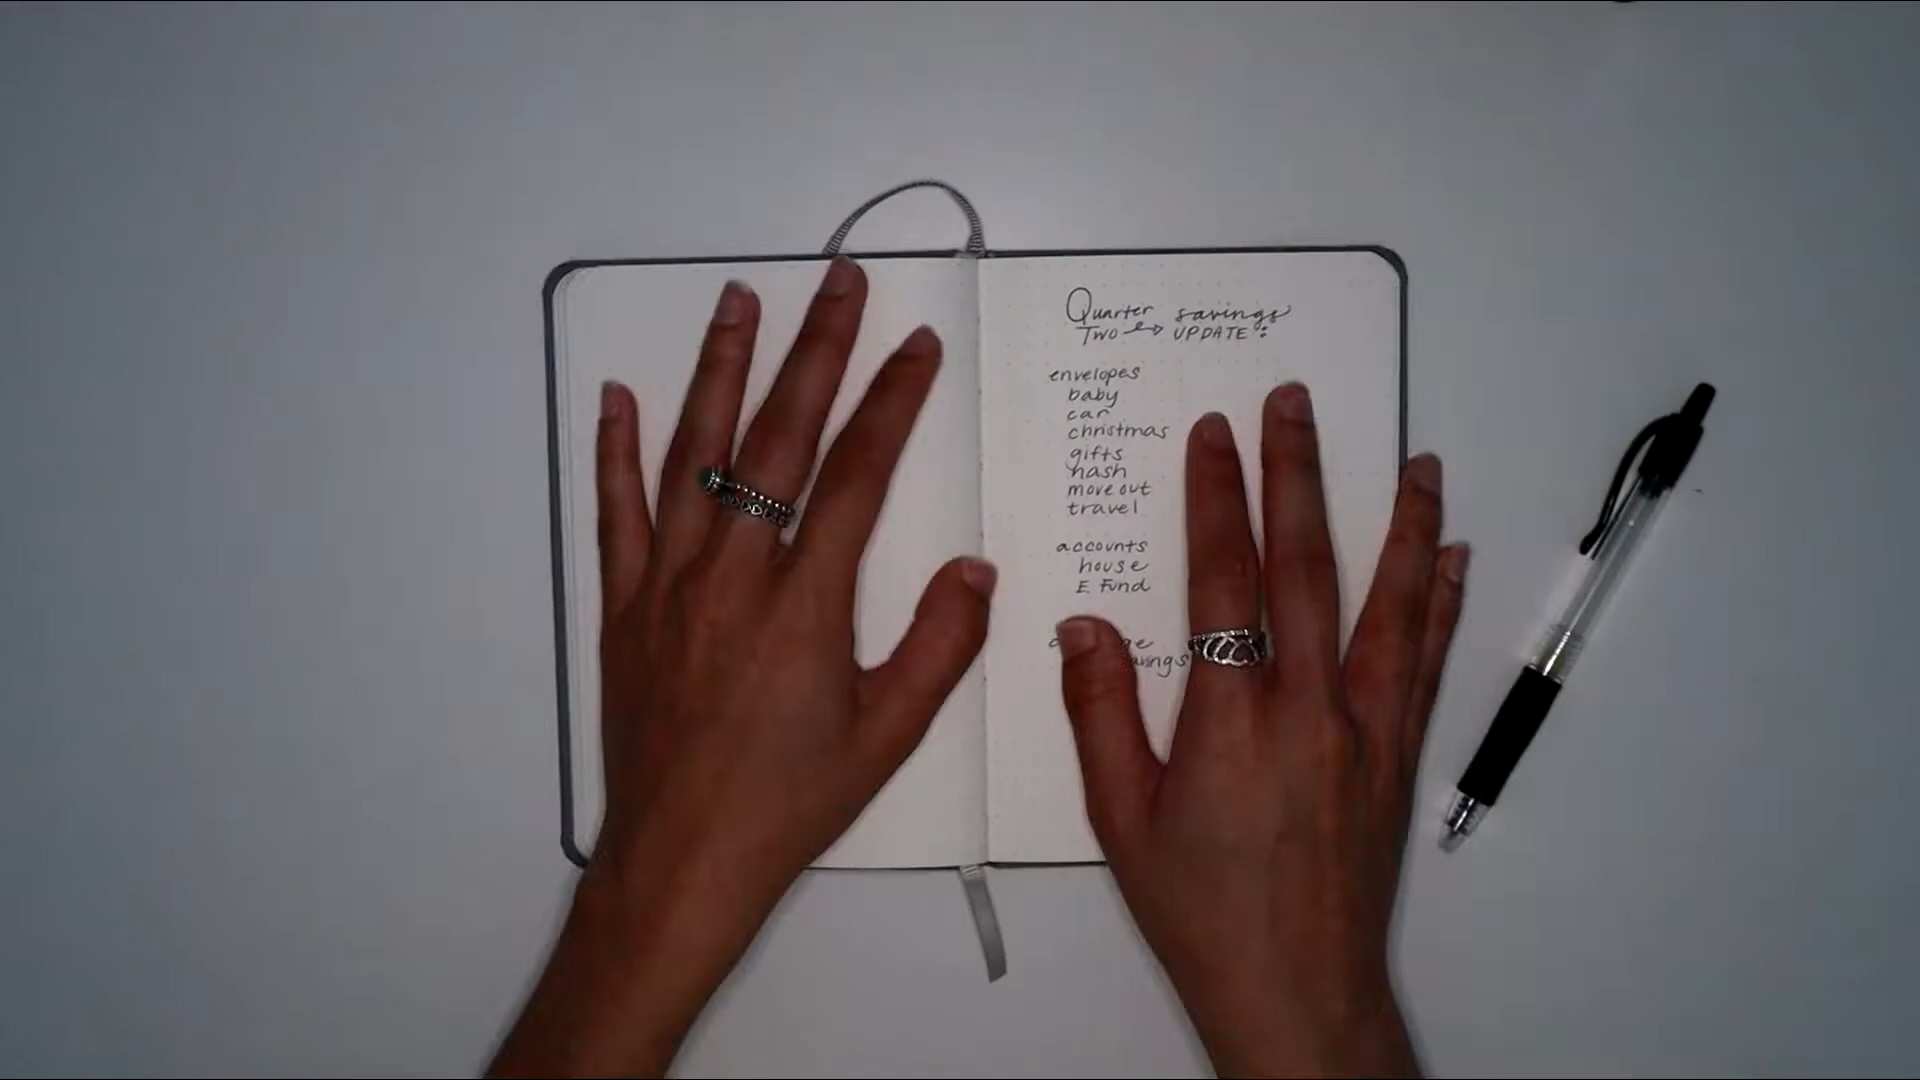 Quarter savings
Two → UPDATE:
envelopes
baby
car
christmas
gifts
hash
move out
travel
accounts
house
E. Fund